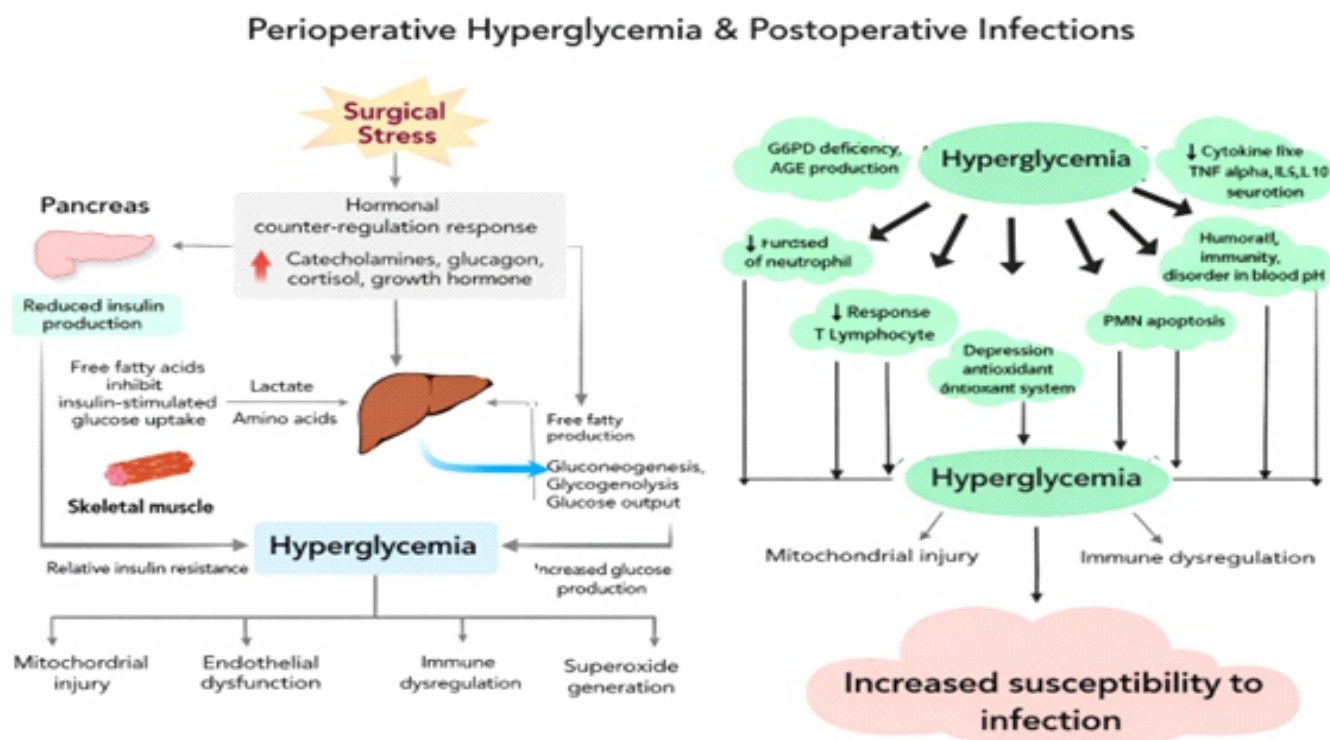 Perioperative Hyperglycemia & Postoperative Infections
Surgical
Stress
Pancreas
Hormonal
counter-regulation response
Catecholamines, glucagon,
cortisol, growth hormone
Reduced insulin
production
Free fatty acids
inhibit
insulin-stimulated
glucose uptake
Lactate
Amino acids
Free fatty
production
Gluconeogenesis,
Glycogenolysis
Glucose output
Skeletal muscle
Hyperglycemia
Relative insulin resistance
Increased glucose
production
Mitochordrial
injury
Endothelial
dysfunction
Immune
dysregulation
Superoxide
generation
G6PD deficency,
AGE production
Hyperglycemia
↓ Cytokine live
TNF alpha, IL6, L10
seurotion
↓ Furdsed
of neutrophil
Humorall,
immunity,
disorder in blood pH
↓ Response
T Lymphocyte
PMN apoptosis
Depression
antioxidant
ántioxant system
Hyperglycemia
Mitochondrial injury
Immune dysregulation
Increased susceptibility to
infection